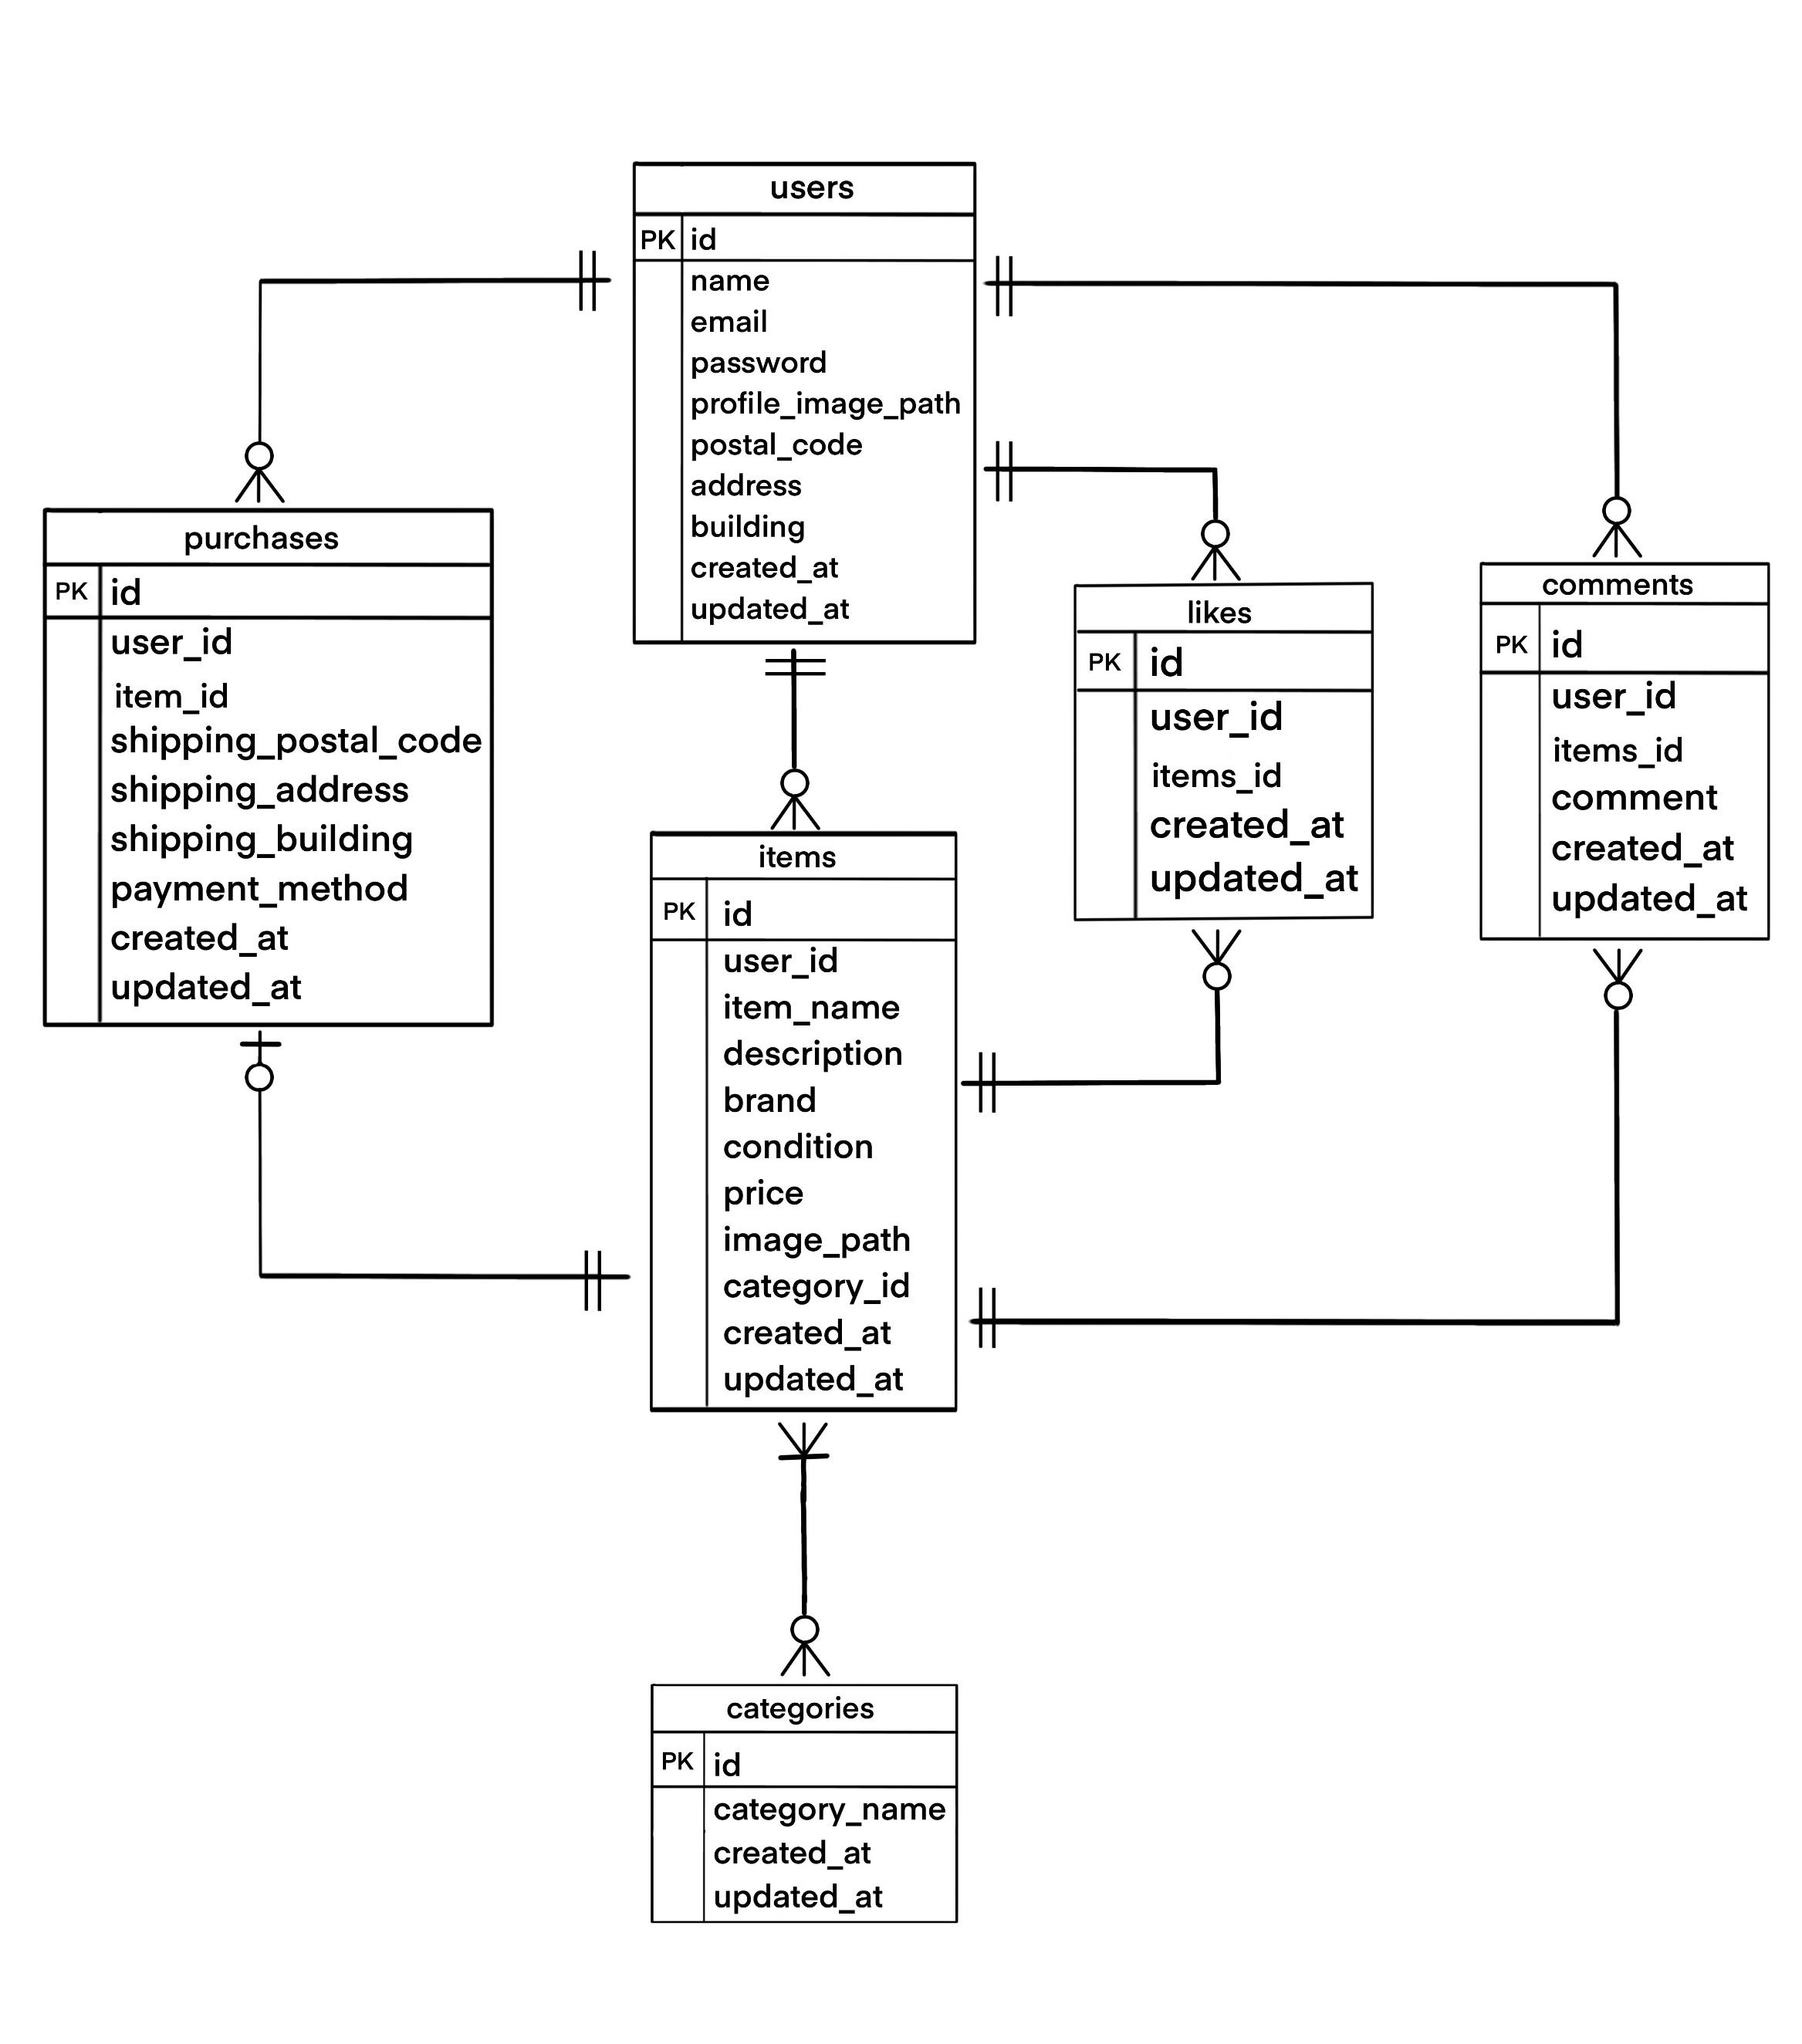 users
PK id
name
email
password
profile_image_path
postal_code
address
building
created_at
updated_at
purchases
PK id
user_id
item_id
shipping_postal_code
shipping_address
shipping_building
payment_method
created_at
updated_at
likes
PK id
user_id
items_id
created_at
updated_at
comments
PK id
user_id
items_id
comment
created_at
updated_at
items
PK id
user_id
item_name
description
brand
condition
price
image_path
category_id
created_at
updated_at
categories
PK id
category_name
created_at
updated_at